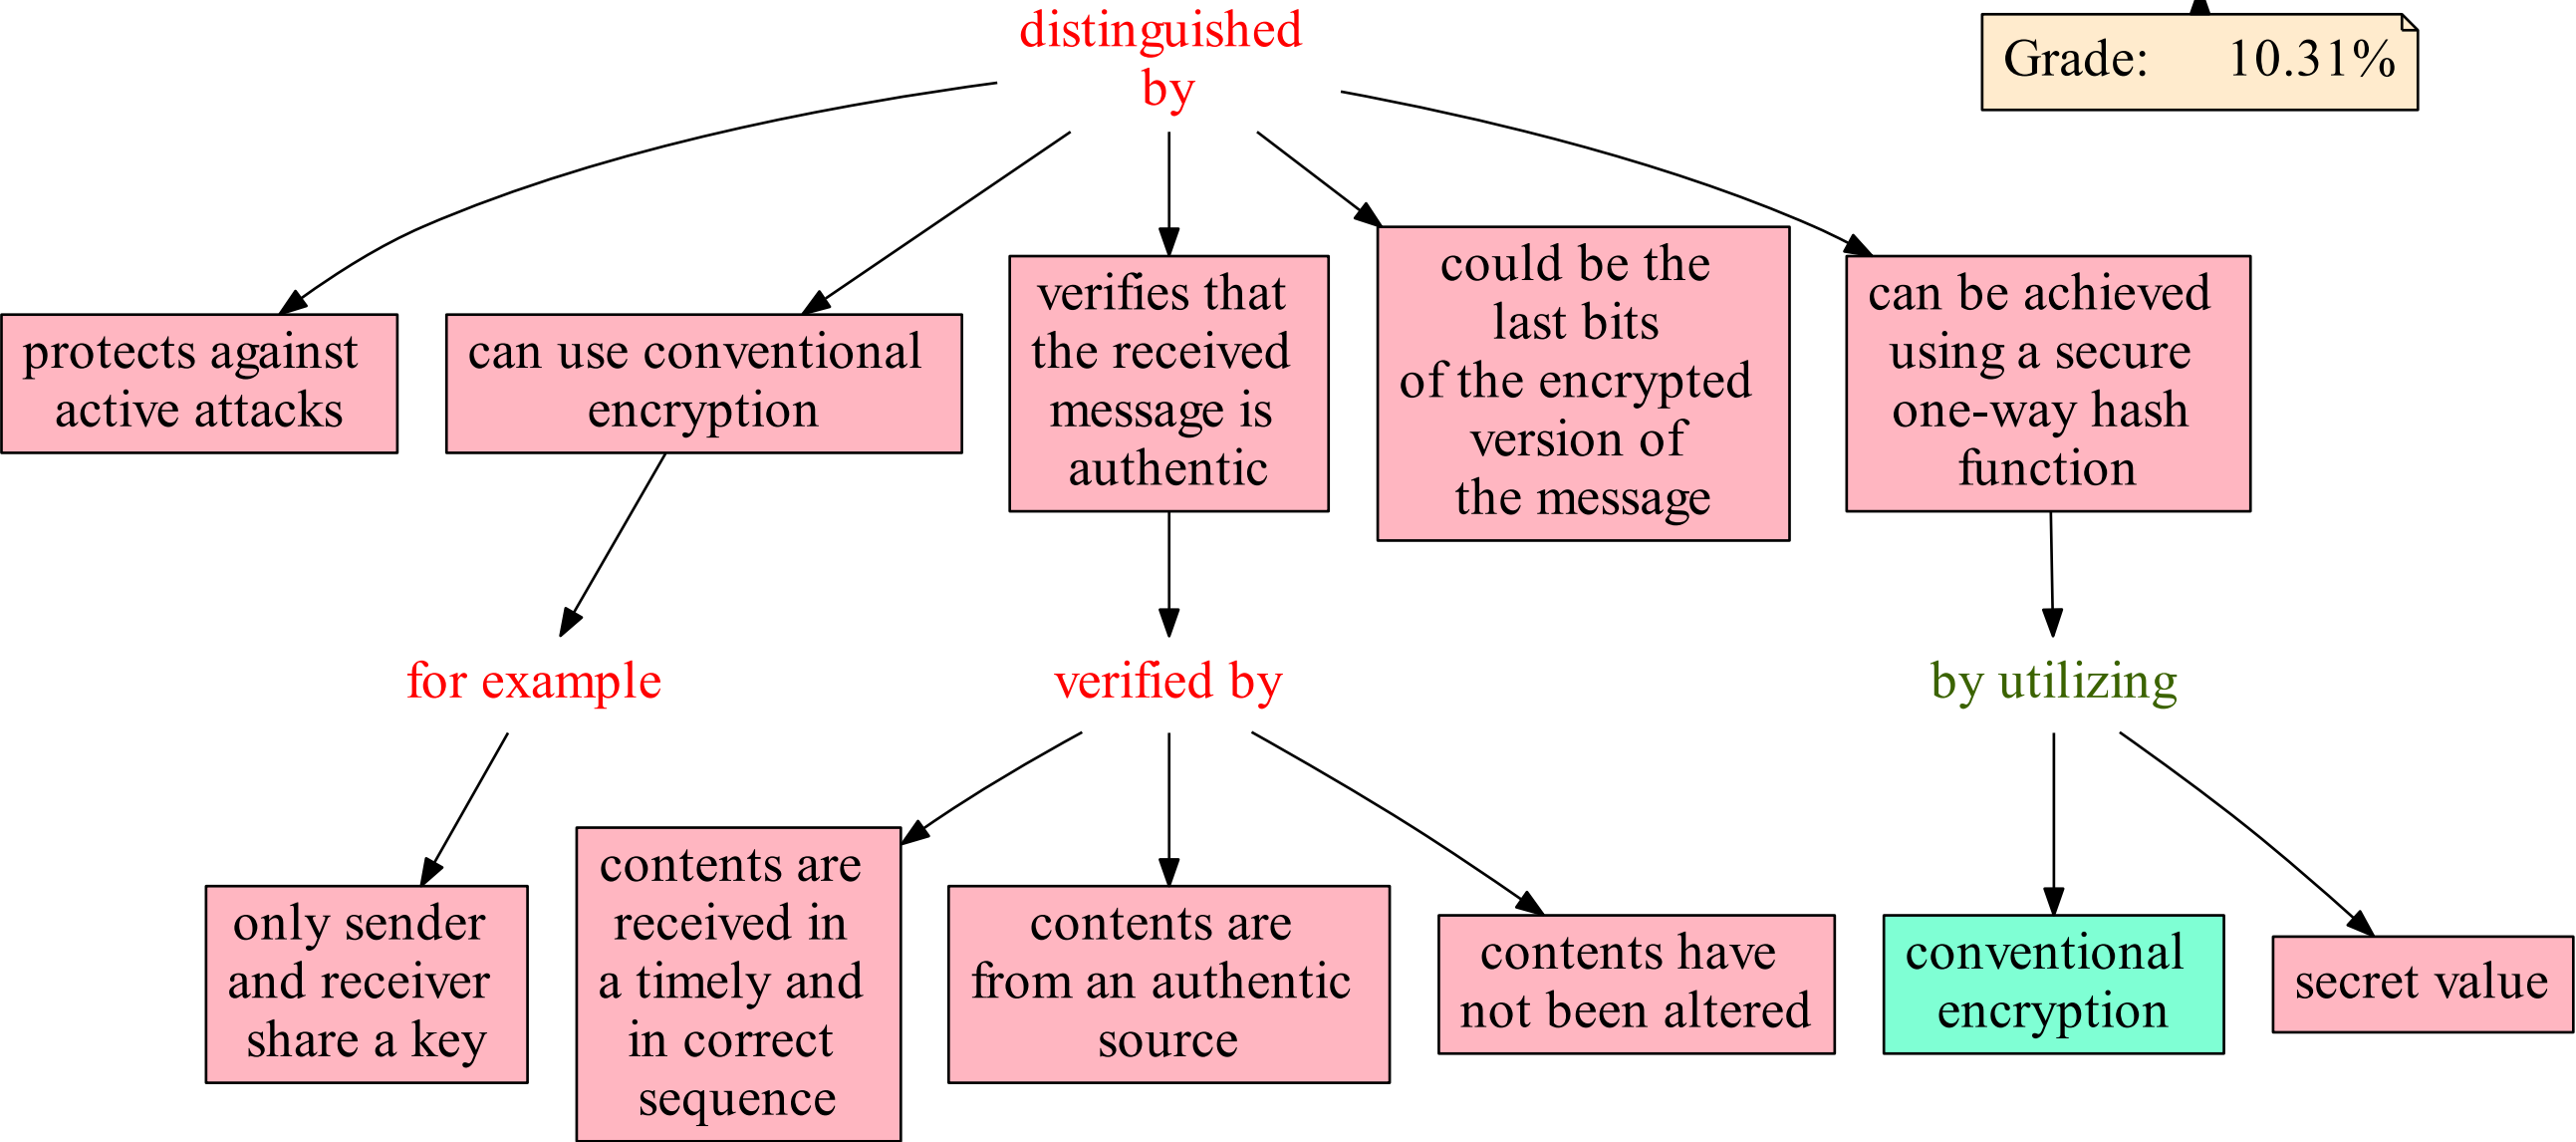 distinguished
by
Grade: 10.31%
protects against
active attacks
can use conventional
encryption
verifies that
the received
message is
authentic
could be the
last bits
of the encrypted
version of
the message
can be achieved
using a secure
one-way hash
function
for example
verified by
by utilizing
only sender
and receiver
share a key
contents are
received in
a timely and
in correct
sequence
contents are
from an authentic
source
contents have
not been altered
conventional
encryption
secret value